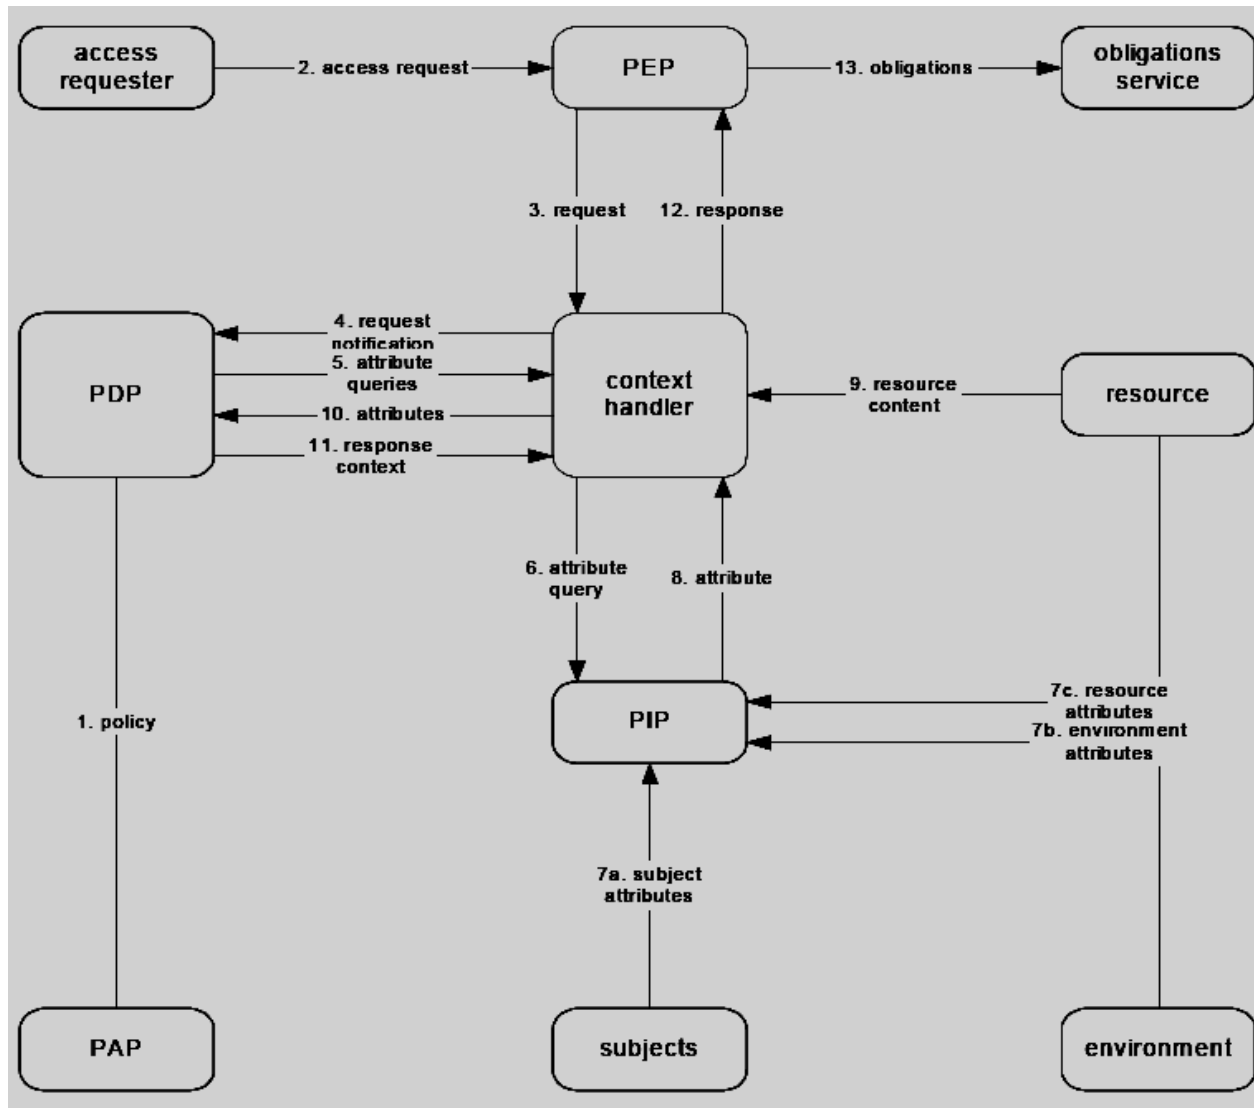 access
requester
2. access request
PEP
13. obligations
obligations
service
3. request
12. response
PDP
4. request
notification
5. attribute
queries
10. attributes
11. response
context
context
handler
9. resource
content
resource
6. attribute
query
8. attribute
1. policy
PIP
7c. resource
attributes
7b. environment
attributes
7a. subject
attributes
PAP
subjects
environment